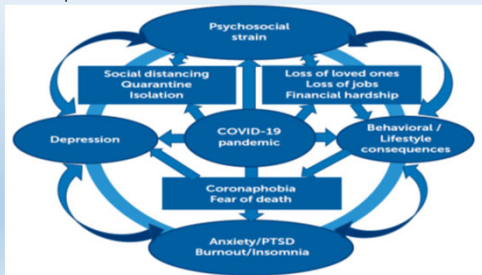 Psychosocial
strain
Social distancing
Quarantine
Isolation
Loss of loved ones
Loss of jobs
Financial hardship
Depression
COVID-19
pandemic
Behavioral /
Lifestyle
consequences
Coronaphobia
Fear of death
Anxiety/PTSD
Burnout/Insomnia